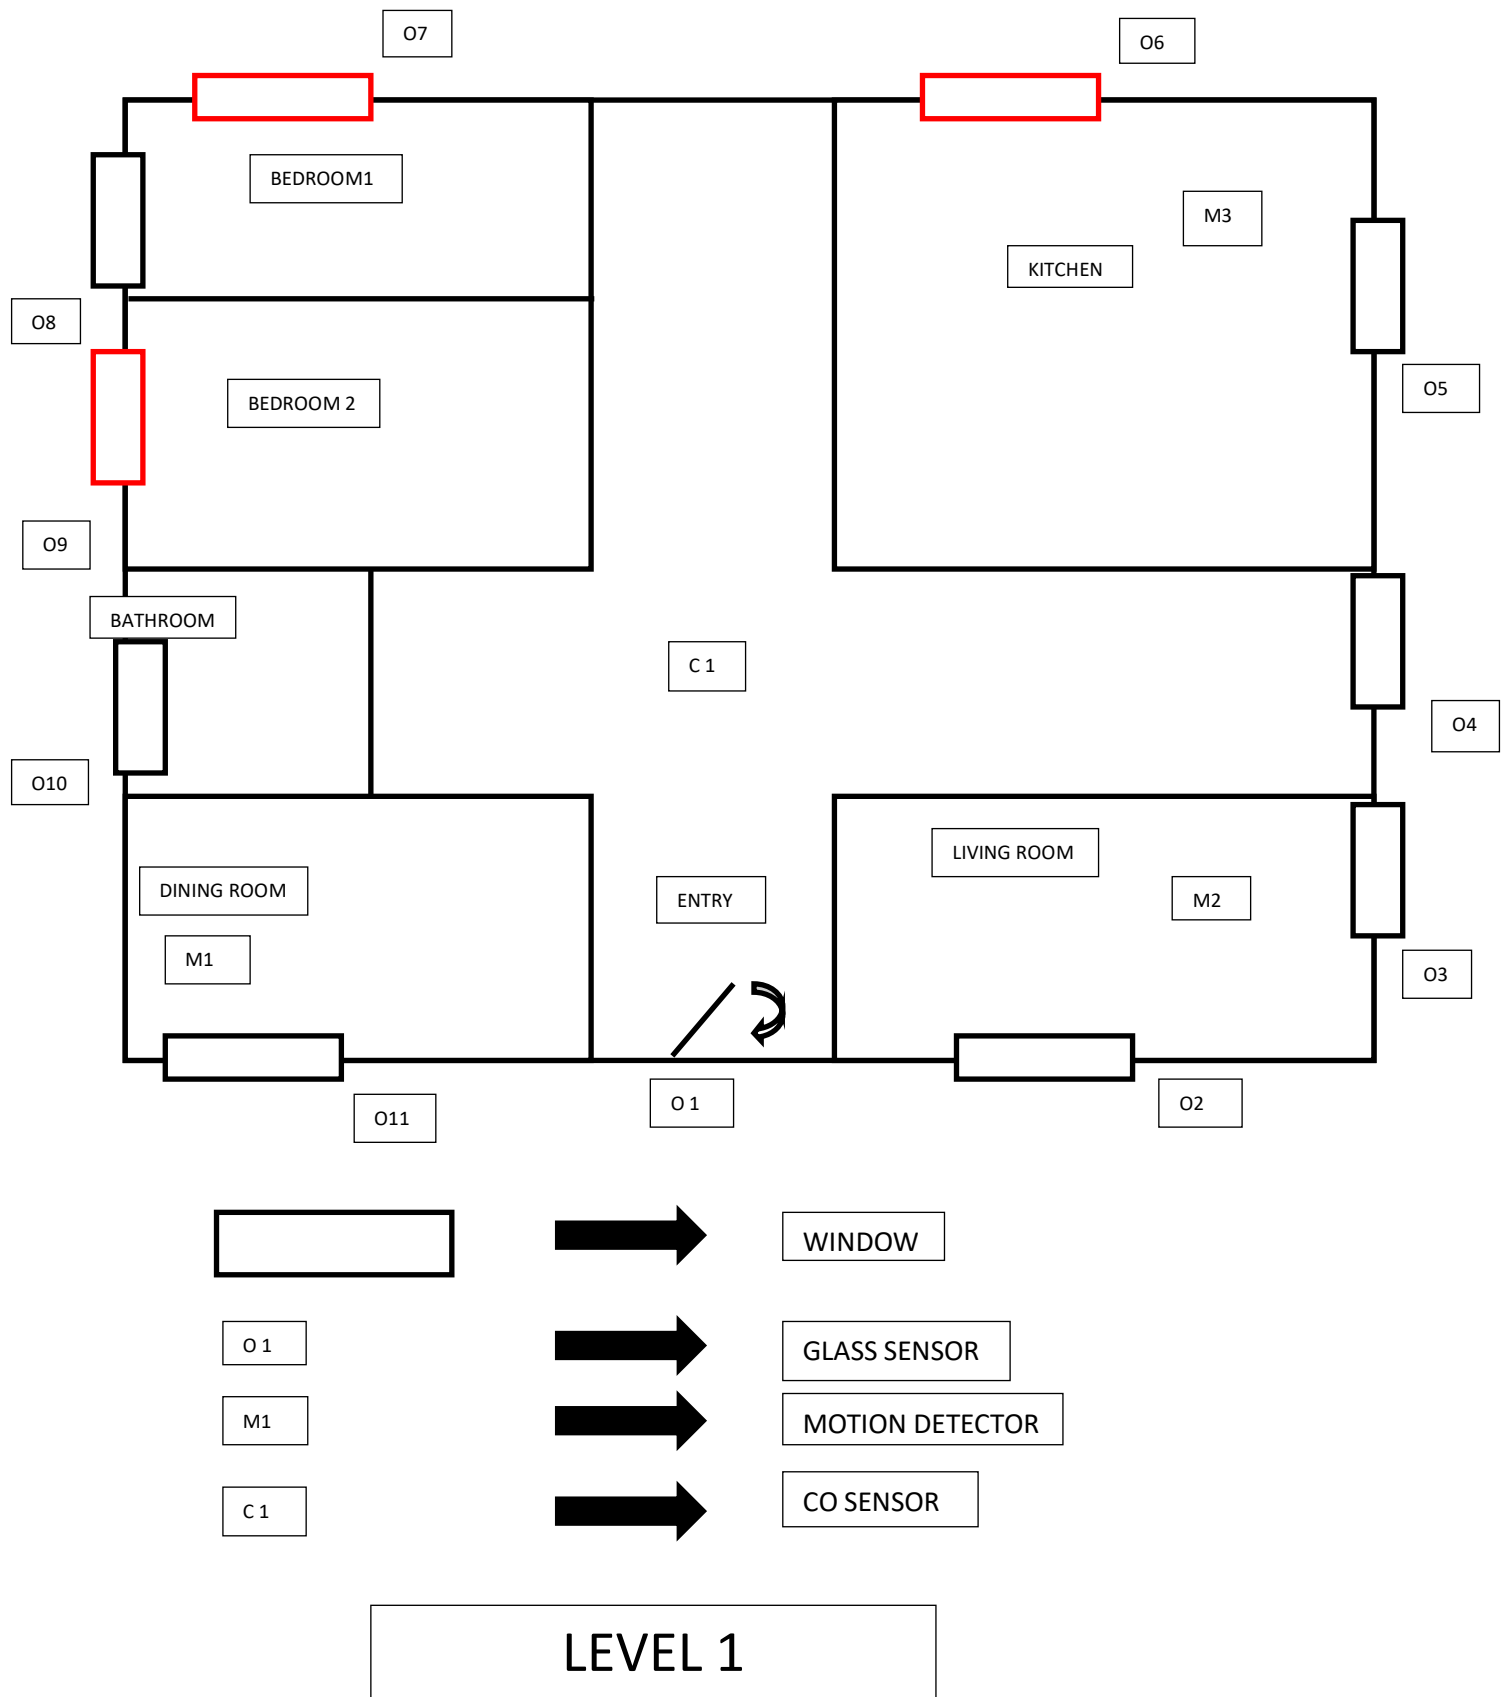 O7
O6
BEDROOM1
M3
KITCHEN
O8
BEDROOM 2
O5
O9
BATHROOM
C 1
O4
O10
LIVING ROOM
DINING ROOM
ENTRY
M2
M1
O3
O11
O 1
O2
WINDOW
O 1
GLASS SENSOR
M1
MOTION DETECTOR
C 1
CO SENSOR
LEVEL 1